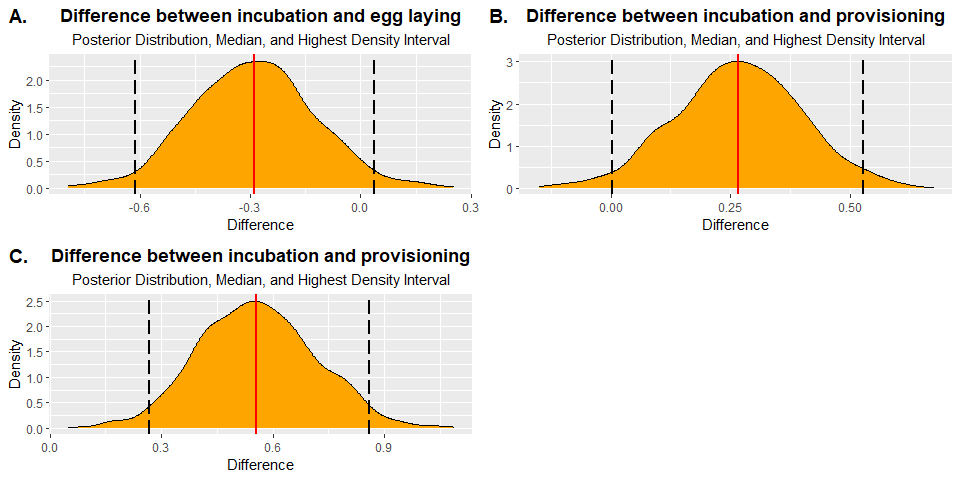 A. Difference between incubation and egg laying
Posterior Distribution, Median, and Highest Density Interval
Density
2.0
1.5
1.0
0.5
0.0
-0.6 -0.3 0.0 0.3
Difference
B. Difference between incubation and provisioning
Posterior Distribution, Median, and Highest Density Interval
Density
3
2
1
0
0.00 0.25 0.50
Difference
C. Difference between incubation and provisioning
Posterior Distribution, Median, and Highest Density Interval
Density
2.5
2.0
1.5
1.0
0.5
0.0
0.0 0.3 0.6 0.9
Difference